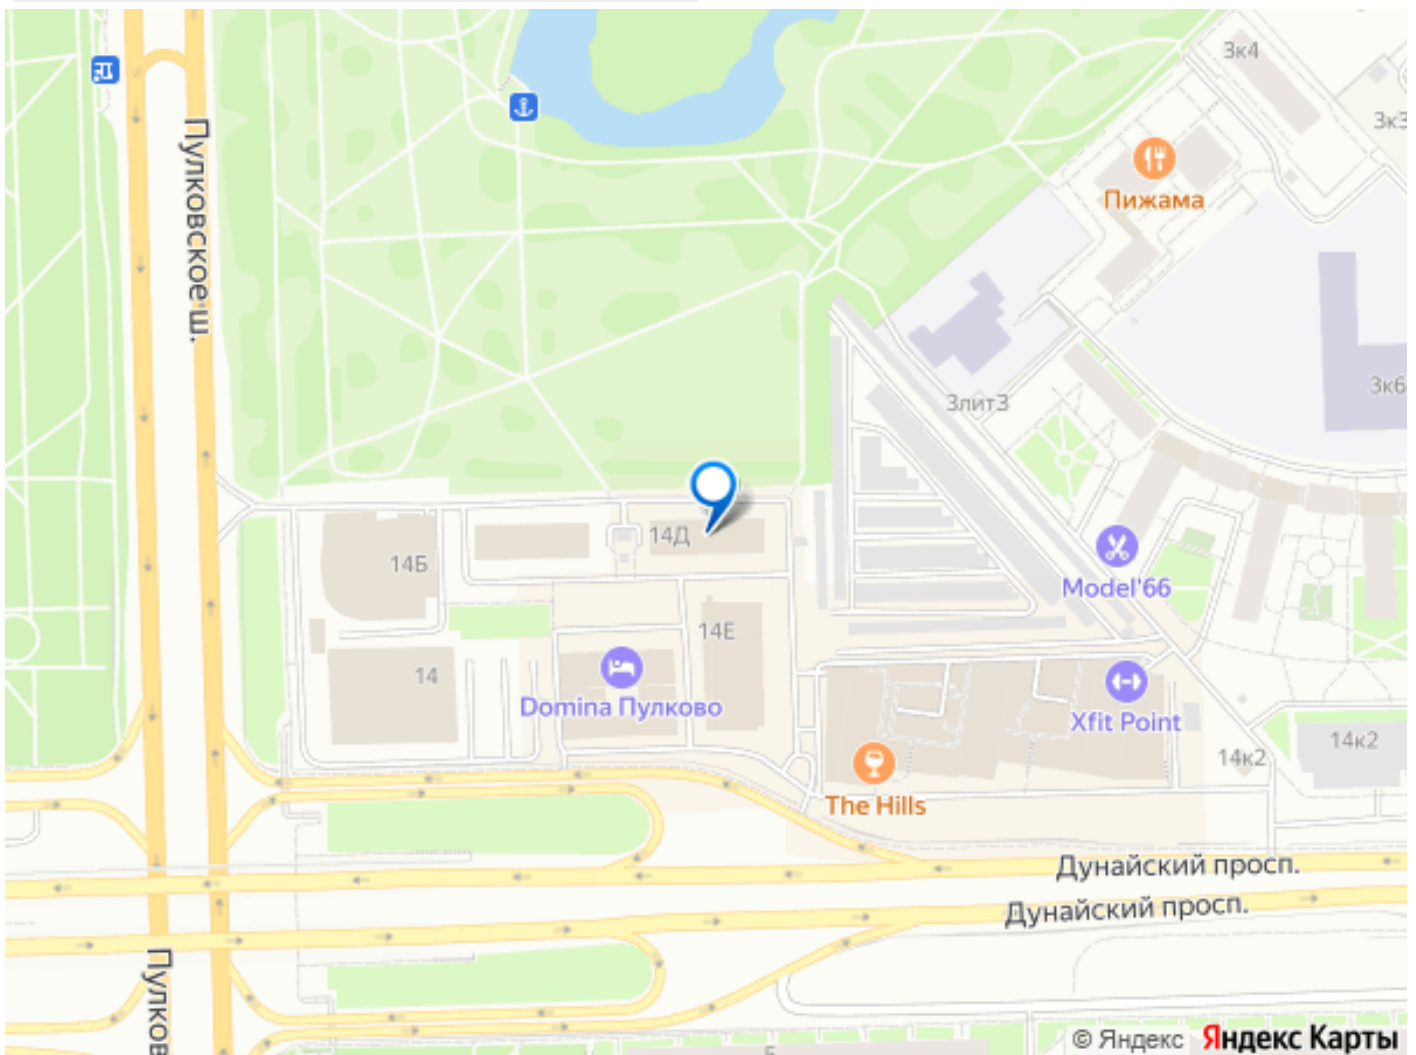 3к4
3к3
Пижама
Пулковское ш.
3лит3
3к6
14Д
14Б
Model'66
14Е
14
Domina Пулково
Xfit Point
14к2
14к2
The Hills
Дунайский просп.
Дунайский просп.
Пулков
5
© Яндекс Яндекс Карты